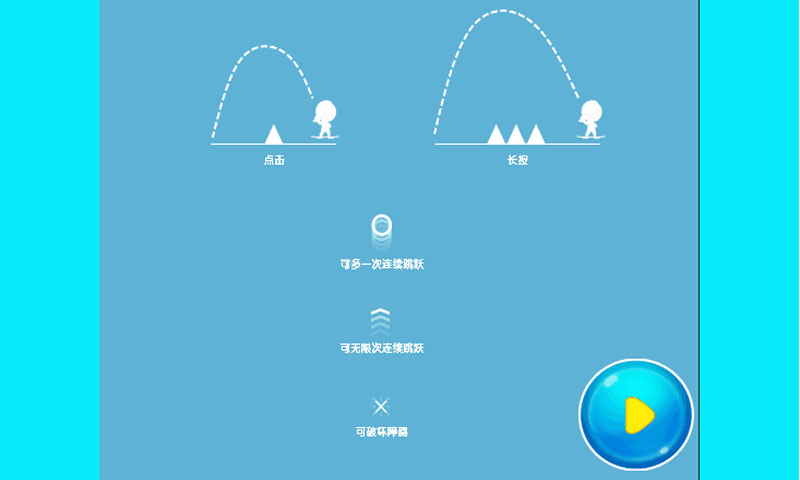 点击
长按
可多一次连续跳跃
可无限次连续跳跃
可破坏障碍